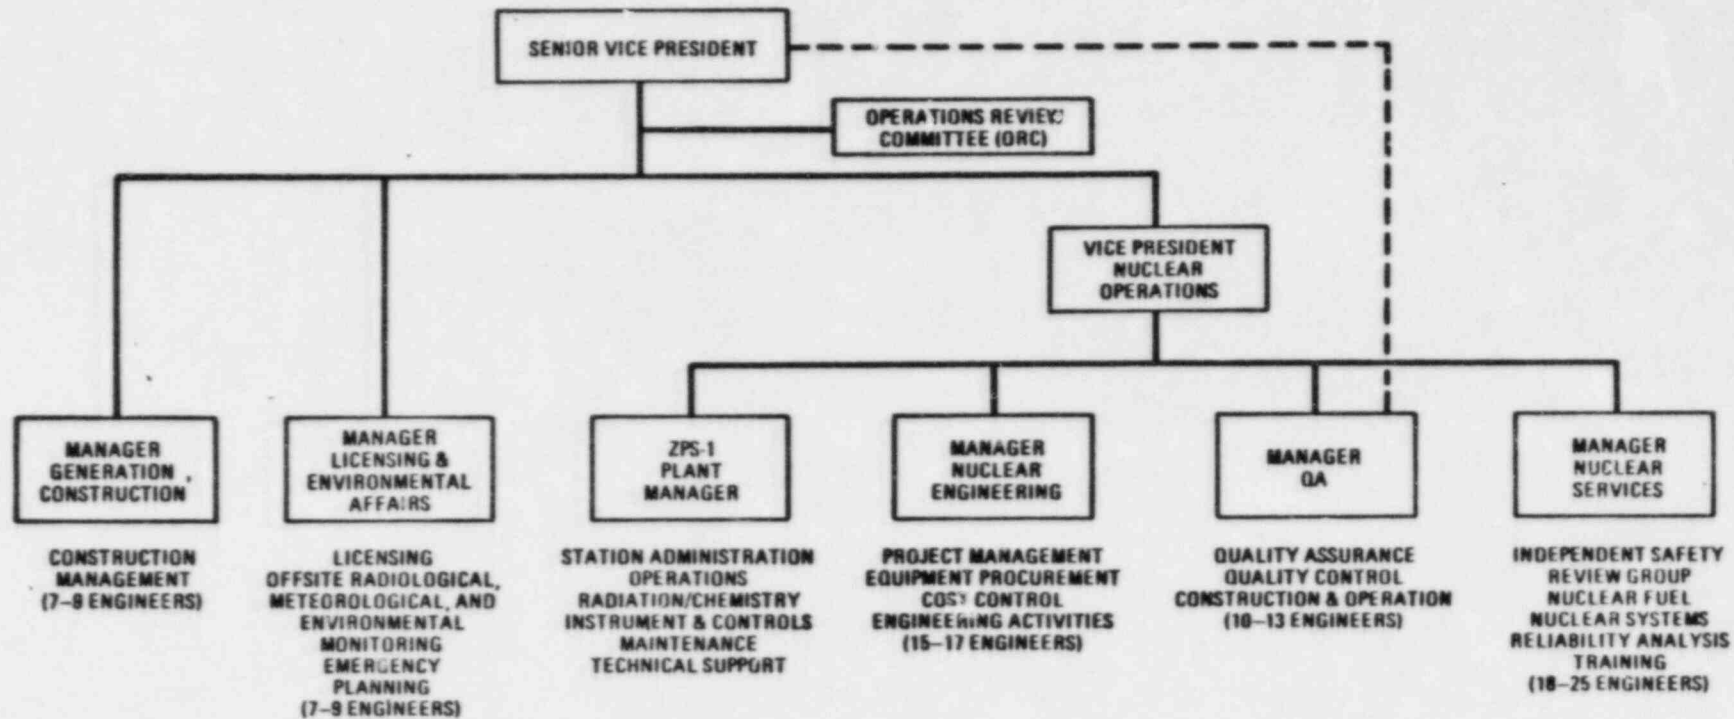 SENIOR VICE PRESIDENT
OPERATIONS REVIEW
COMMITTEE (ORC)
VICE PRESIDENT
NUCLEAR
OPERATIONS
MANAGER
GENERATION
CONSTRUCTION
MANAGER
LICENSING &
ENVIRONMENTAL
AFFAIRS
ZPS-1
PLANT
MANAGER
MANAGER
NUCLEAR
ENGINEERING
MANAGER
QA
MANAGER
NUCLEAR
SERVICES
CONSTRUCTION
MANAGEMENT
(7-9 ENGINEERS)
LICENSING
OFFSITE RADIOLOGICAL,
METEOROLOGICAL, AND
ENVIRONMENTAL
MONITORING
EMERGENCY
PLANNING
(7-9 ENGINEERS)
STATION ADMINISTRATION
OPERATIONS
RADIATION/CHEMISTRY
INSTRUMENT & CONTROLS
MAINTENANCE
TECHNICAL SUPPORT
PROJECT MANAGEMENT
EQUIPMENT PROCUREMENT
COST CONTROL
ENGINEERING ACTIVITIES
(15-17 ENGINEERS)
QUALITY ASSURANCE
QUALITY CONTROL
CONSTRUCTION & OPERATION
(10-13 ENGINEERS)
INDEPENDENT SAFETY
REVIEW GROUP
NUCLEAR FUEL
NUCLEAR SYSTEMS
RELIABILITY ANALYSIS
TRAINING
(18-25 ENGINEERS)